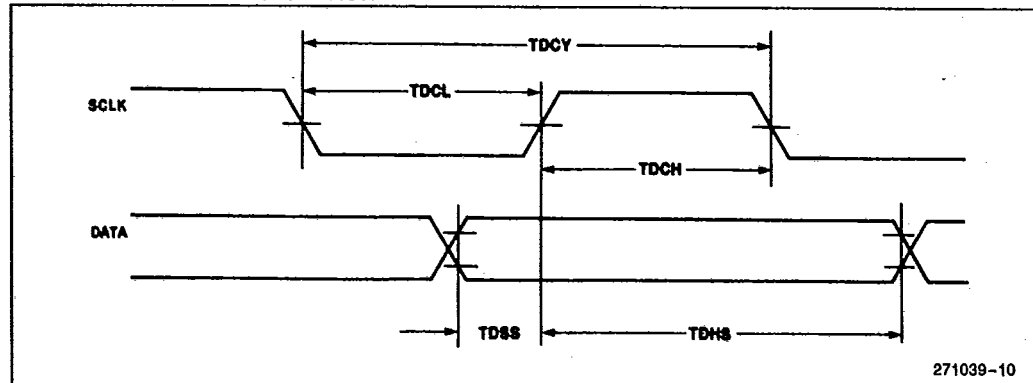 TDCY
TDCL
SCLK
TDCH
DATA
TDSS
TDHS
271039-10